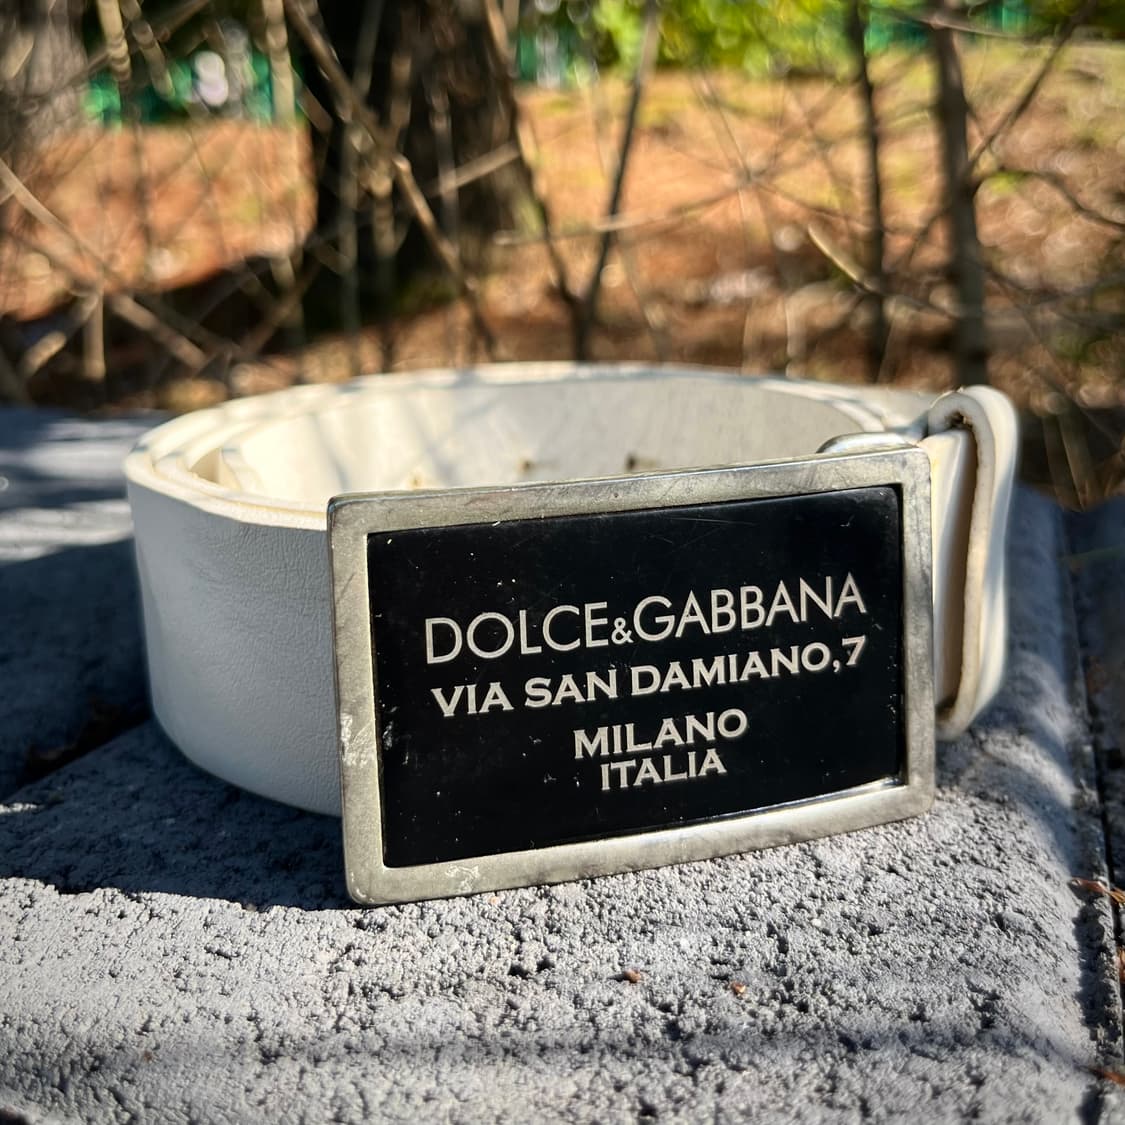 DOLCE&GABBANA
VIA SAN DAMIANO,7
MILANO
ITALIA